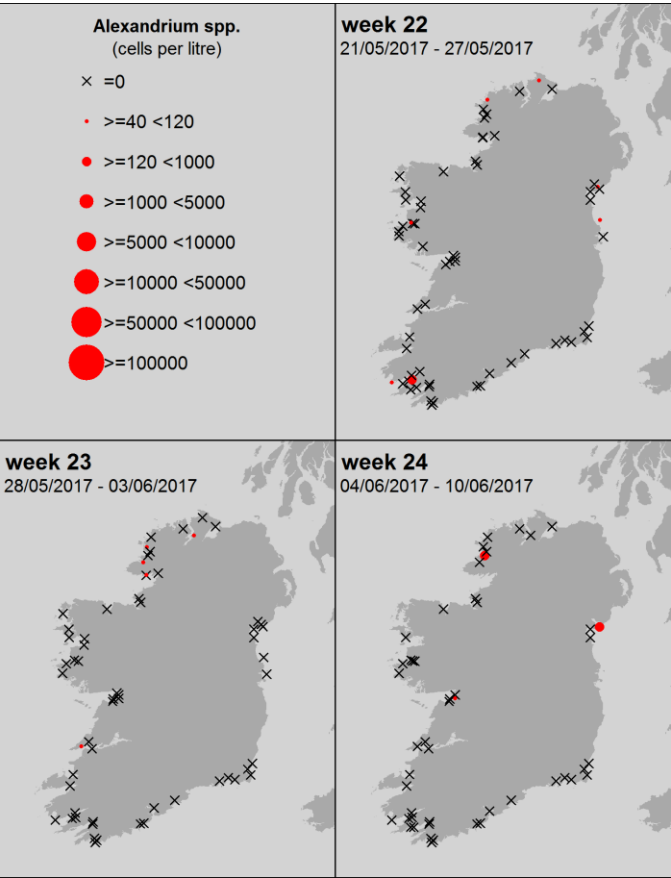 Alexandrium spp.
(cells per litre)
=0
>=40 <120
>=120 <1000
>=1000 <5000
>=5000 <10000
>=10000 <50000
>=50000 <100000
>=100000
week 22
21/05/2017 - 27/05/2017
week 23
28/05/2017 - 03/06/2017
week 24
04/06/2017 - 10/06/2017